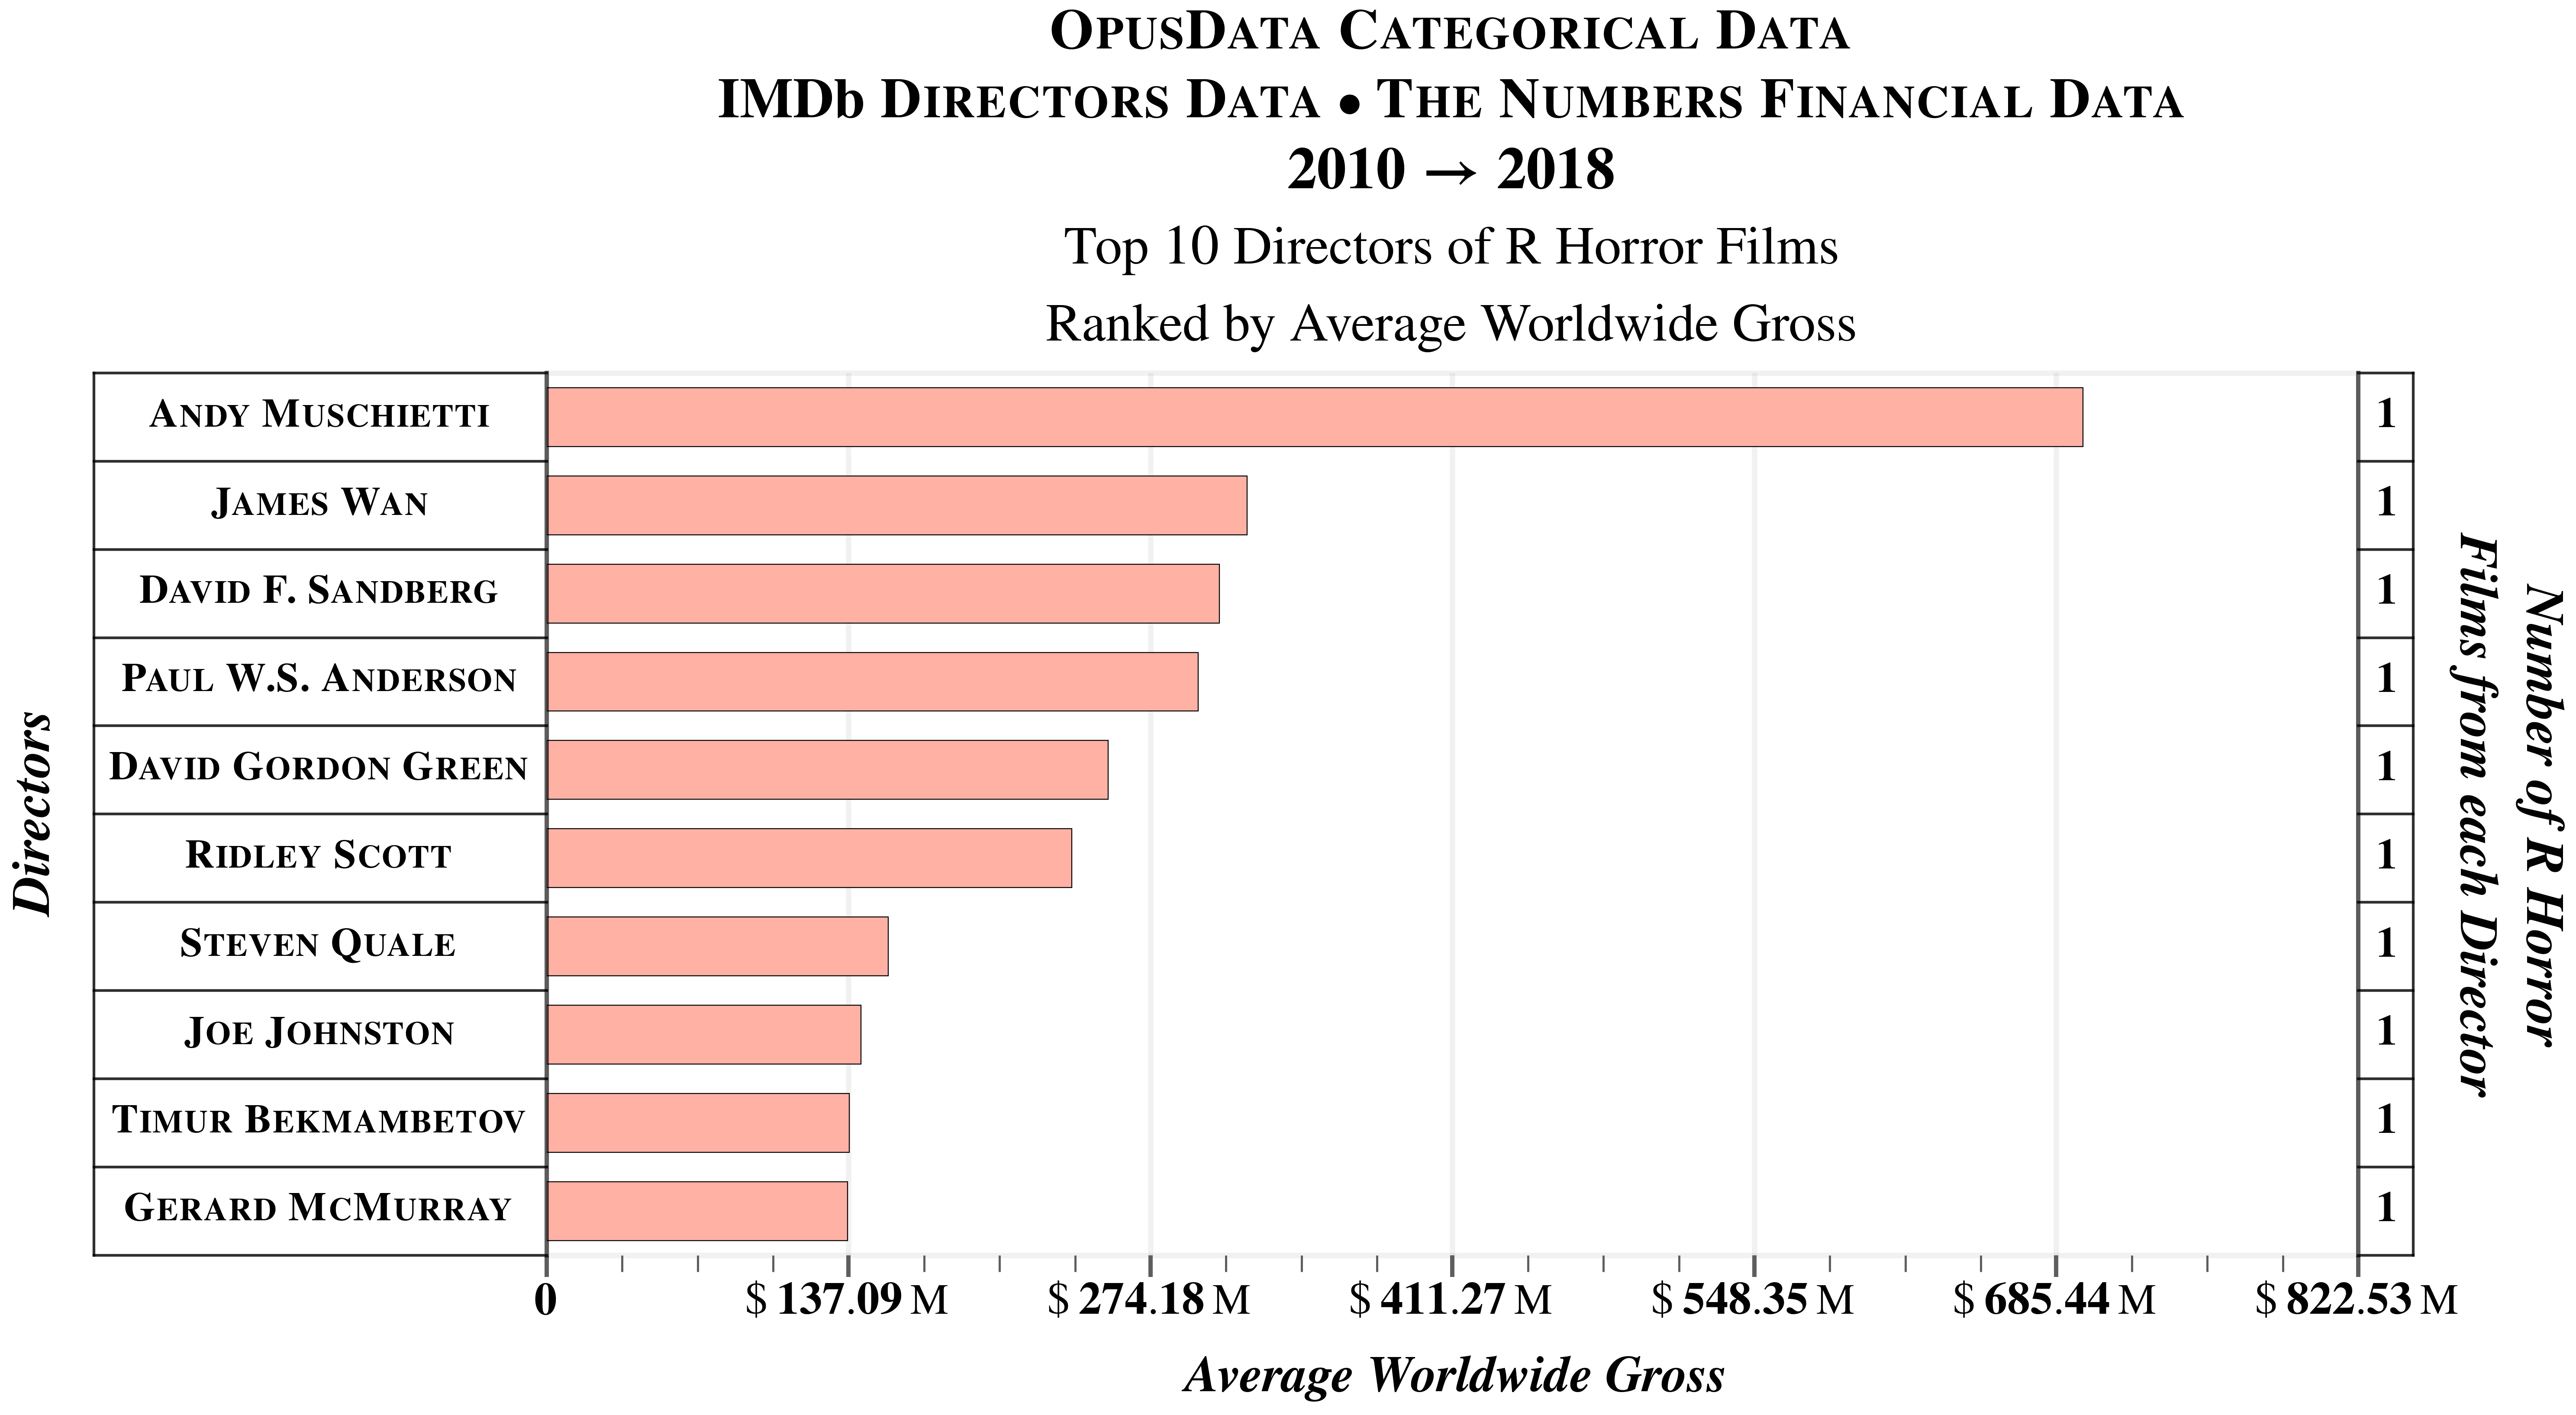 OpusData Categorical Data
IMDb Directors Data • The Numbers Financial Data
2010 → 2018
Top 10 Directors of R Horror Films
Ranked by Average Worldwide Gross
Directors
Andy Muschietti 1
James Wan 1
David F. Sandberg 1
Paul W.S. Anderson 1
David Gordon Green 1
Ridley Scott 1
Steven Quale 1
Joe Johnston 1
Timur Bekmambetov 1
Gerard McMurray 1
Number of R Horror
Films from each Director
0 $ 137.09 M $ 274.18 M $ 411.27 M $ 548.35 M $ 685.44 M $ 822.53 M
Average Worldwide Gross